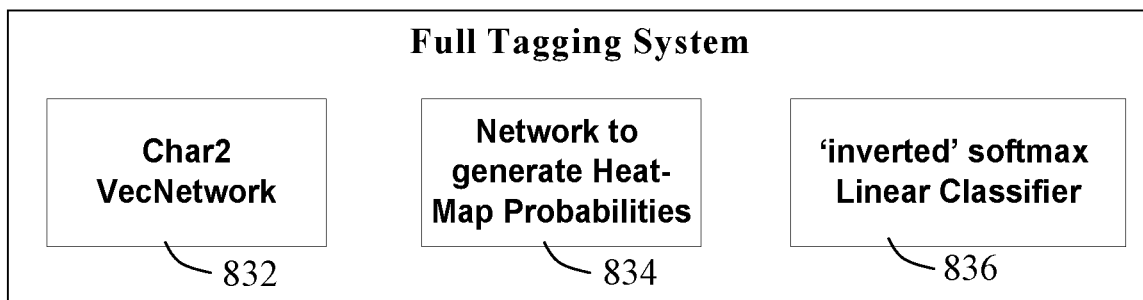 Full Tagging System
Char2
VecNetwork
832
Network to
generate Heat-
Map Probabilities
834
‘inverted’ softmax
Linear Classifier
836